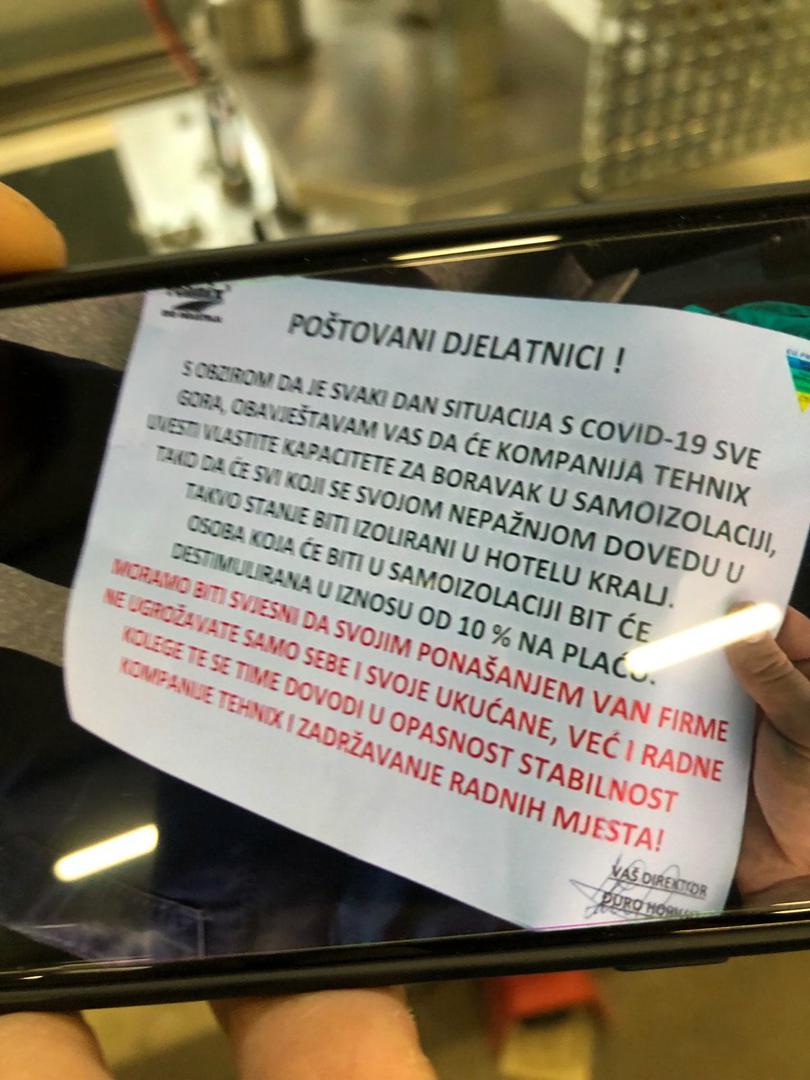 POŠTOVANI DJELATNICI !
S OBZIROM DA JE SVAKI DAN SITUACIJA S COVID-19 SVE
GORA, OBAVJEŠTAVAM VAS DA ĆE KOMPANIJA TEHNIX
UVESTI VLASTITE KAPACITETE ZA BORAVAK U SAMOIZOLACIJI,
TAKO DA ĆE SVI KOJI SE SVOJOM NEPAŽNJOM DOVEDU U
TAKVO STANJE BITI IZOLIRANI U HOTELU KRALJ.
OSOBA KOJA ĆE BITI U SAMOIZOLACIJI BIT ĆE
DESTIMULIRANA U IZNOSU OD 10 % NA PLAĆU.
MORAMO BITI SVJESNI DA SVOJIM PONAŠANJEM VAN FIRME
NE UGROŽAVATE SAMO SEBE I SVOJE UKUĆANE, VEĆ I RADNE
KOLEGE TE SE TIME DOVODI U OPASNOST STABILNOST
KOMPANIJE TEHNIX I ZADRŽAVANJE RADNIH MJESTA!
VAŠ DIREKTOR
ĐURO